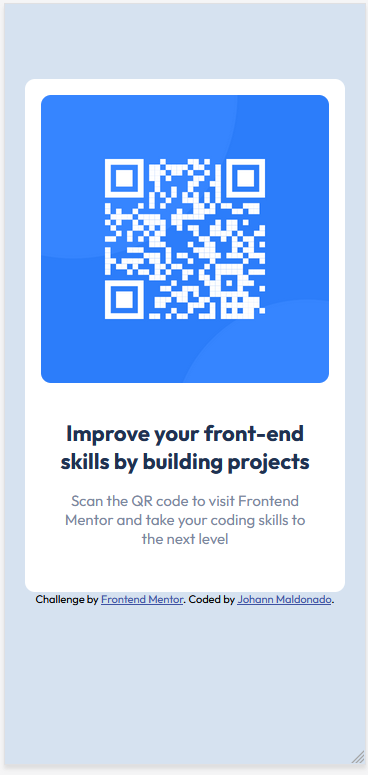 Improve your front-end
skills by building projects
Scan the QR code to visit Frontend
Mentor and take your coding skills to
the next level
Challenge by Frontend Mentor. Coded by Johann Maldonado.